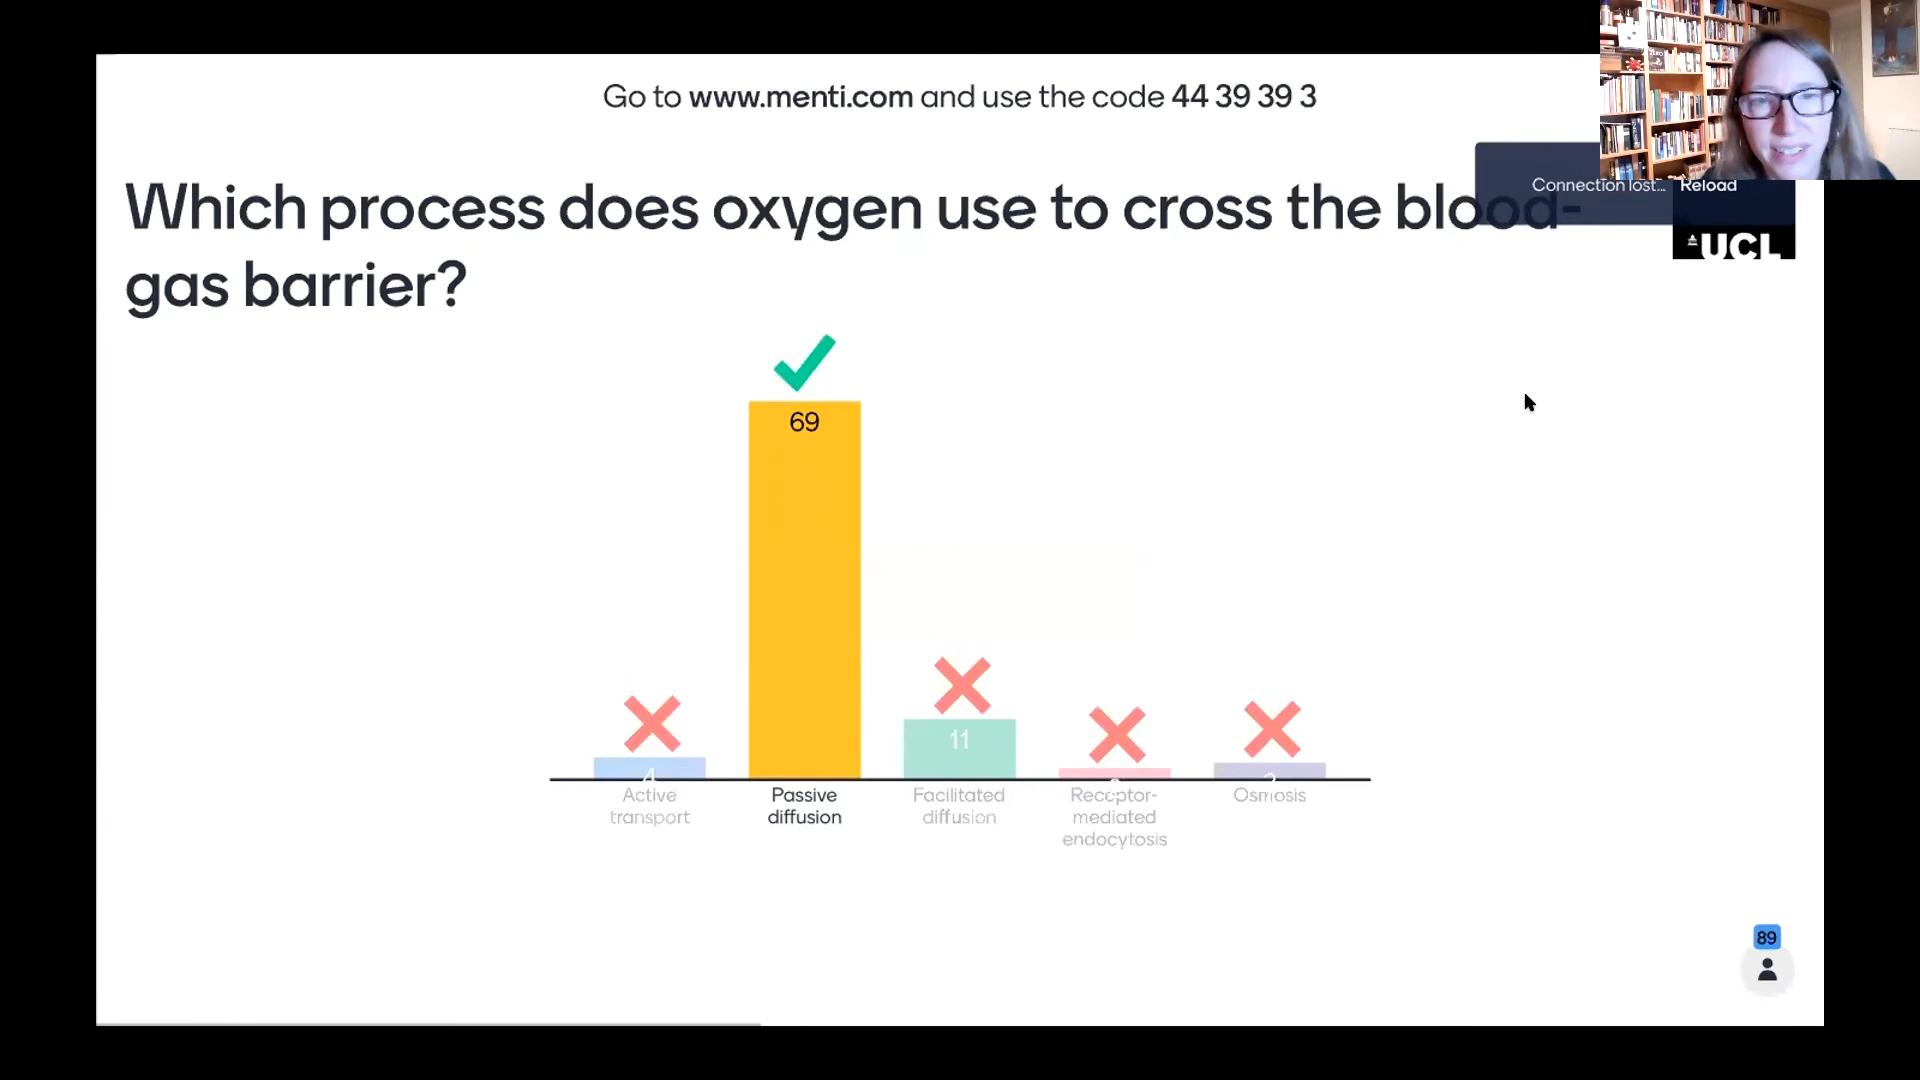 Go to www.menti.com and use the code 44 39 39 3
Connection lost... Reload
Which process does oxygen use to cross the blood-
gas barrier?
UCL
69
11
4
Active
transport
Passive
diffusion
Facilitated
diffusion
Receptor-
mediated
endocytosis
Osmosis
89